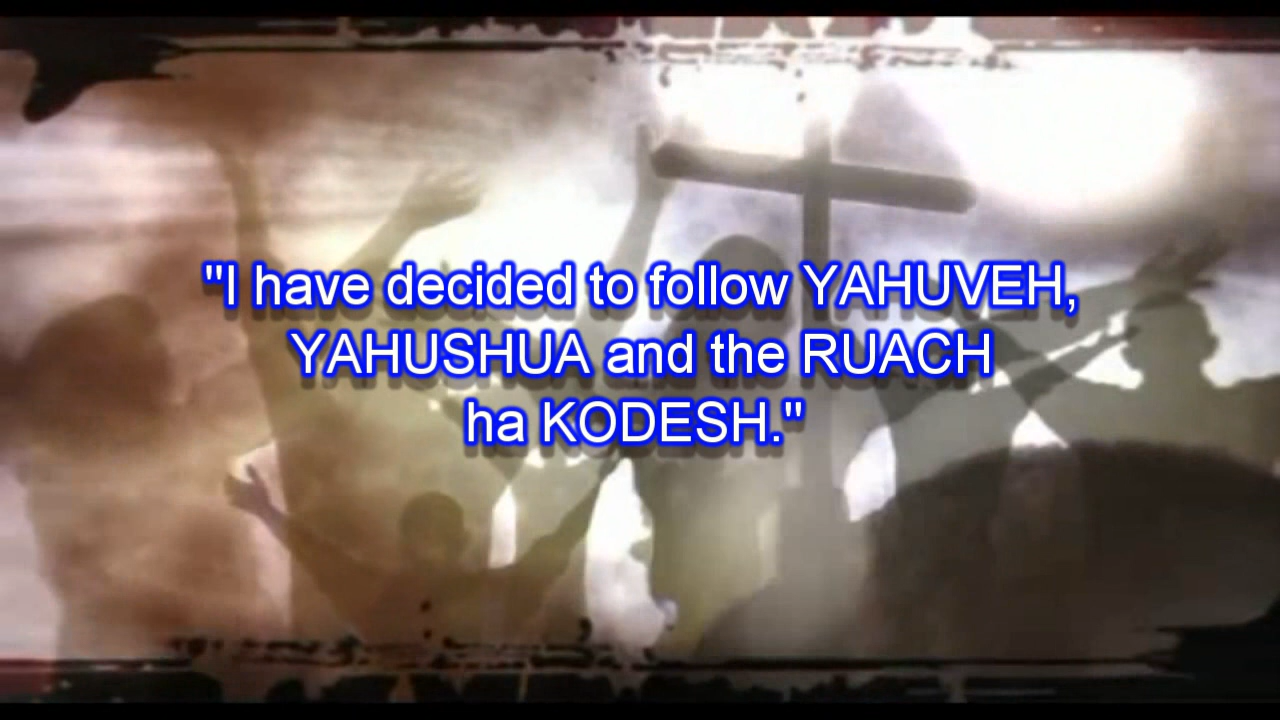 "I have decided to follow YAHUVEH,
YAHUSHUA and the RUACH
ha KODESH."